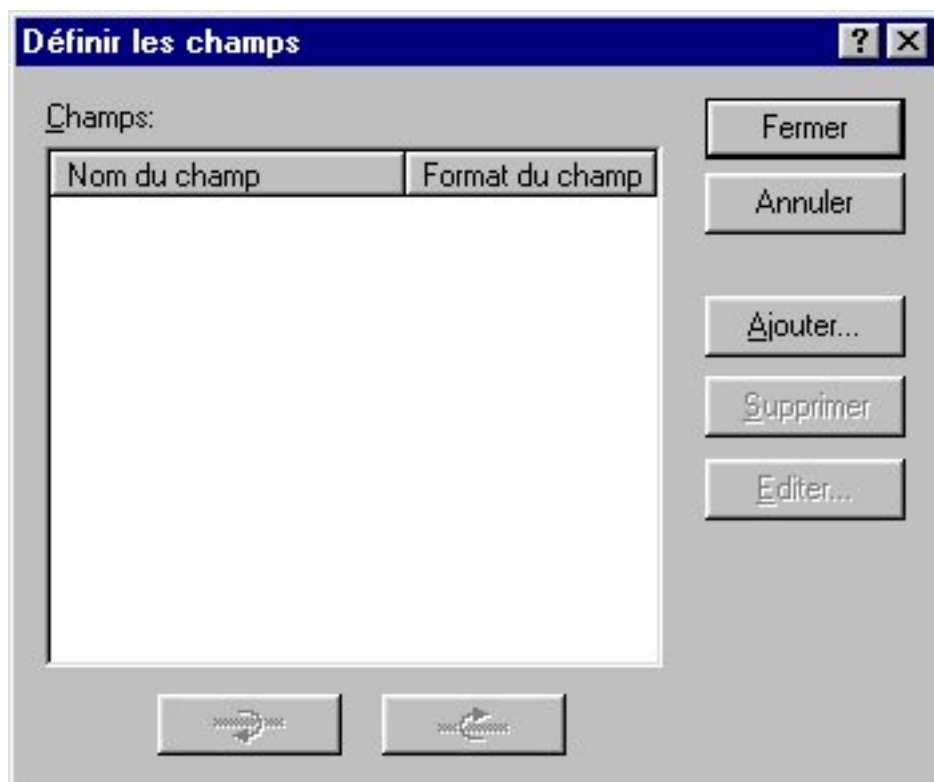 Définir les champs
Champs:
Nom du champ
Format du champ
Fermer
Annuler
Ajouter...
Supprimer
Editer...